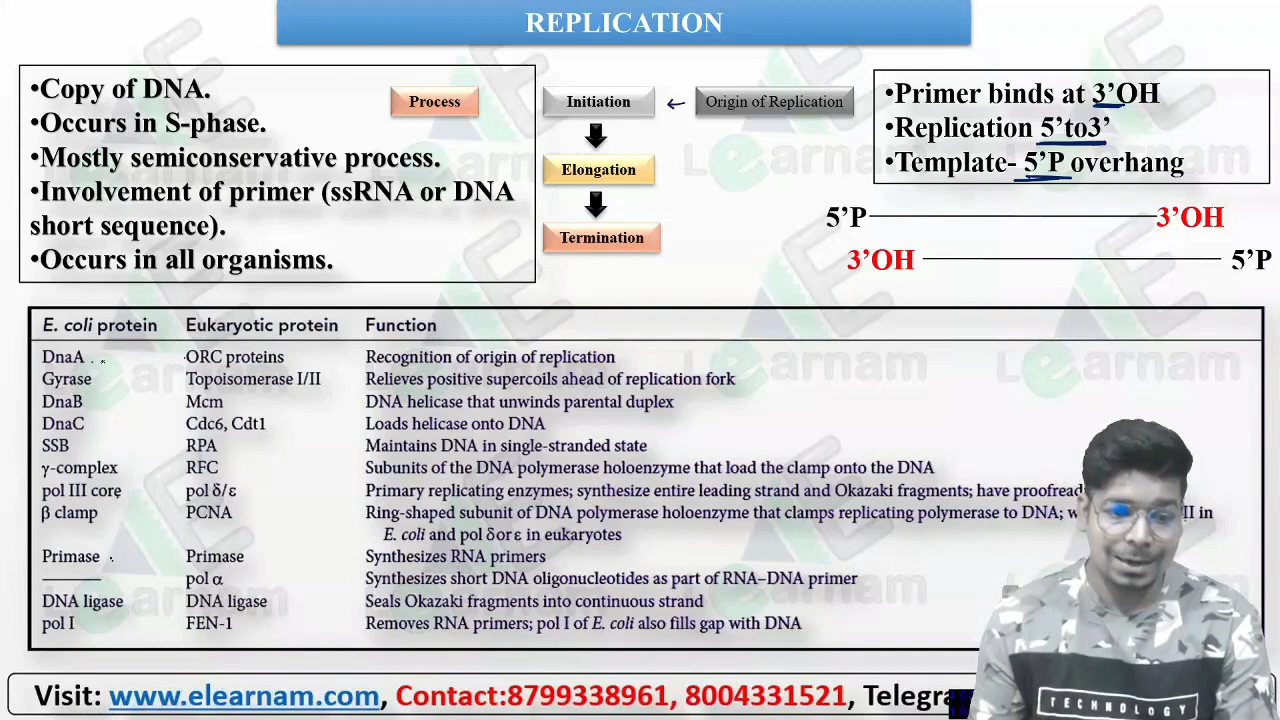 REPLICATION
•Copy of DNA.
•Occurs in S-phase.
•Mostly semiconservative process.
•Involvement of primer (ssRNA or DNA
short sequence).
•Occurs in all organisms.
Process
Initiation
Origin of Replication
Elongation
Termination
•Primer binds at 3’OH
•Replication 5’to3’
•Template- 5’P overhang
5’P 3’OH
3’OH 5’P
E. coli protein Eukaryotic protein Function
DnaA ORC proteins Recognition of origin of replication
Gyrase Topoisomerase I/II Relieves positive supercoils ahead of replication fork
DnaB Mcm DNA helicase that unwinds parental duplex
DnaC Cdc6, Cdt1 Loads helicase onto DNA
SSB RPA Maintains DNA in single-stranded state
γ-complex RFC Subunits of the DNA polymerase holoenzyme that load the clamp onto the DNA
pol III core pol δ/ε Primary replicating enzymes; synthesize entire leading strand and Okazaki fragments; have
β clamp PCNA Ring-shaped subunit of DNA polymerase holoenzyme that clamps replicating polymerase to DNA; in
E. coli and pol δ or ε in eukaryotes
Primase Primase Synthesizes RNA primers
pol α Synthesizes short DNA oligonucleotides as part of RNA–DNA primer
DNA ligase DNA ligase Seals Okazaki fragments into continuous strand
pol I FEN-1 Removes RNA primers; pol I of E. coli also fills gap with DNA
Visit: www.elearnam.com, Contact:8799338961, 8004331521,
TECHNOLOGY
Learnam
Learnam
Learnam
Learnam